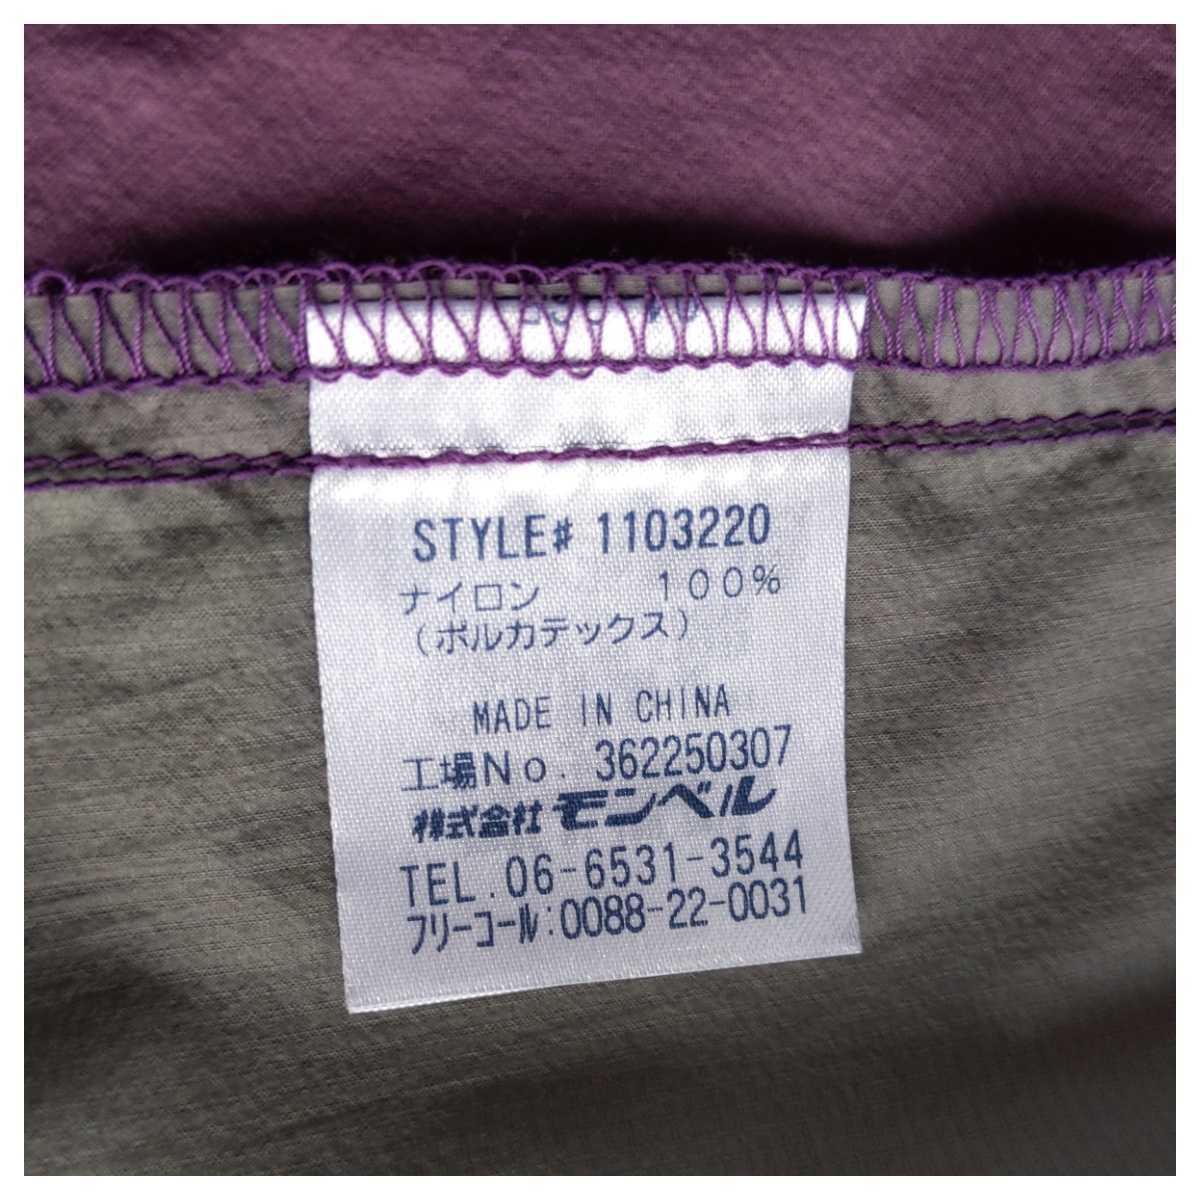 STYLE# 1103220
ナイロン 100%
(ポルカテックス)
MADE IN CHINA
工場No. 362250307
株式会社モンベル
TEL.06-6531-3544
フリーコール:0088-22-0031